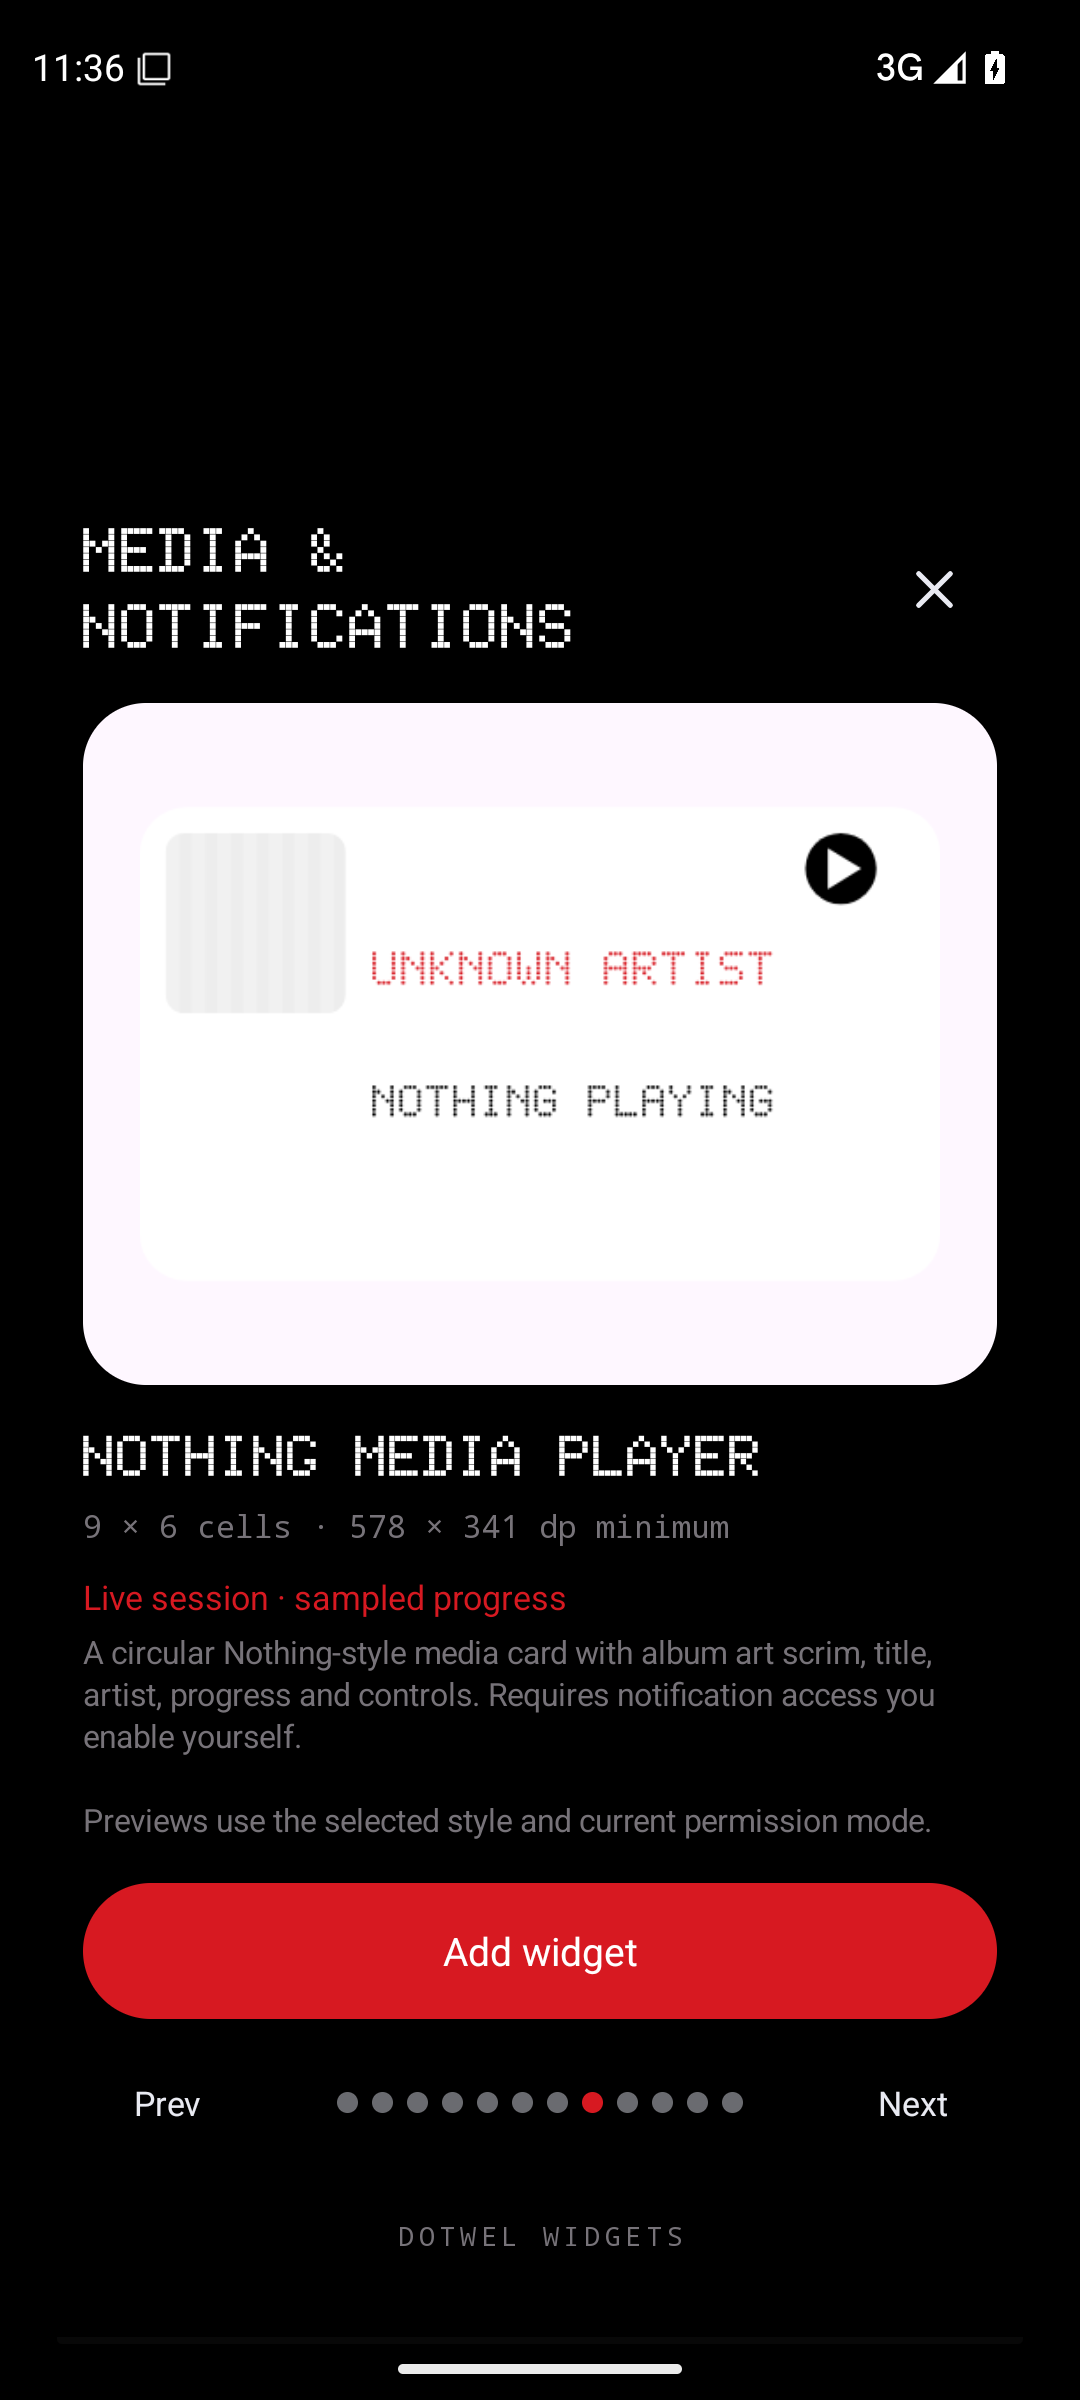 11:36
3G
MEDIA &
NOTIFICATIONS
UNKNOWN ARTIST
NOTHING PLAYING
NOTHING MEDIA PLAYER
9 × 6 cells · 578 × 341 dp minimum
Live session · sampled progress
A circular Nothing-style media card with album art scrim, title,
artist, progress and controls. Requires notification access you
enable yourself.
Previews use the selected style and current permission mode.
Add widget
Prev
Next
DOTWEL WIDGETS